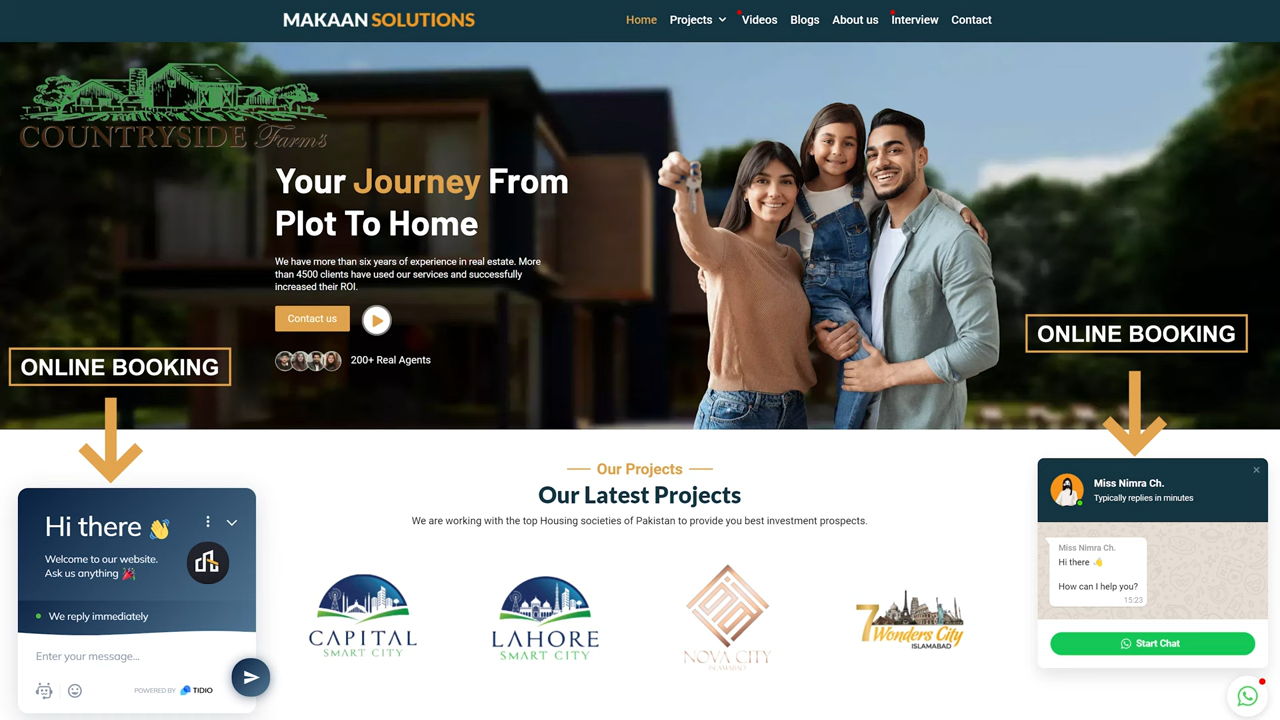 MAKAAN SOLUTIONS
Home Projects Videos Blogs About us Interview Contact
COUNTRYSIDE Farms
Your Journey From
Plot To Home
We have more than six years of experience in real estate. More
than 4500 clients have used our services and successfully
increased their ROI.
Contact us
200+ Real Agents
ONLINE BOOKING
ONLINE BOOKING
Our Projects
Our Latest Projects
We are working with the top Housing societies of Pakistan to provide you best investment prospects.
CAPITAL
SMART CITY
LAHORE
SMART CITY
NOVA CITY
ISLAMABAD
7 Wonders City
ISLAMABAD
Hi there 👋
Welcome to our website.
Ask us anything 🎉
We reply immediately
Enter your message...
POWERED BY TIDIO
Miss Nimra Ch.
Typically replies in minutes
Miss Nimra Ch.
Hi there 👋
How can I help you?
15:23
Start Chat